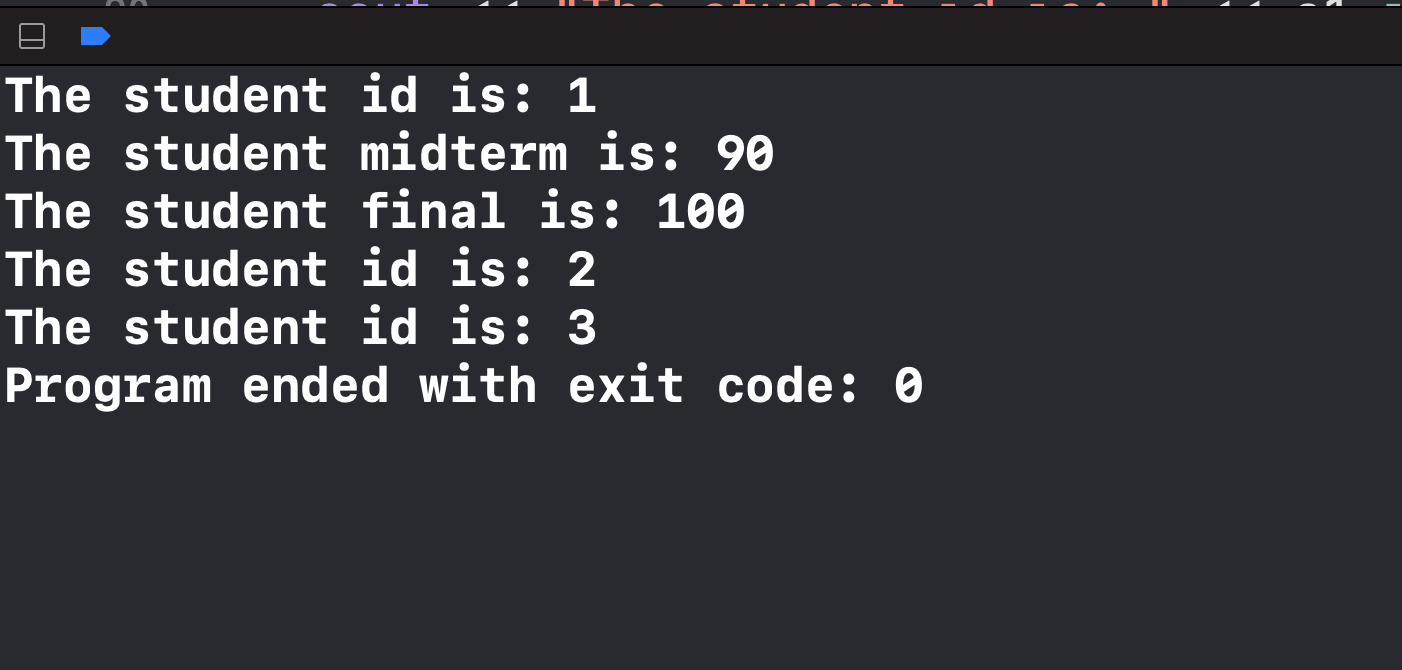 The student id is: 1
The student midterm is: 90
The student final is: 100
The student id is: 2
The student id is: 3
Program ended with exit code: 0